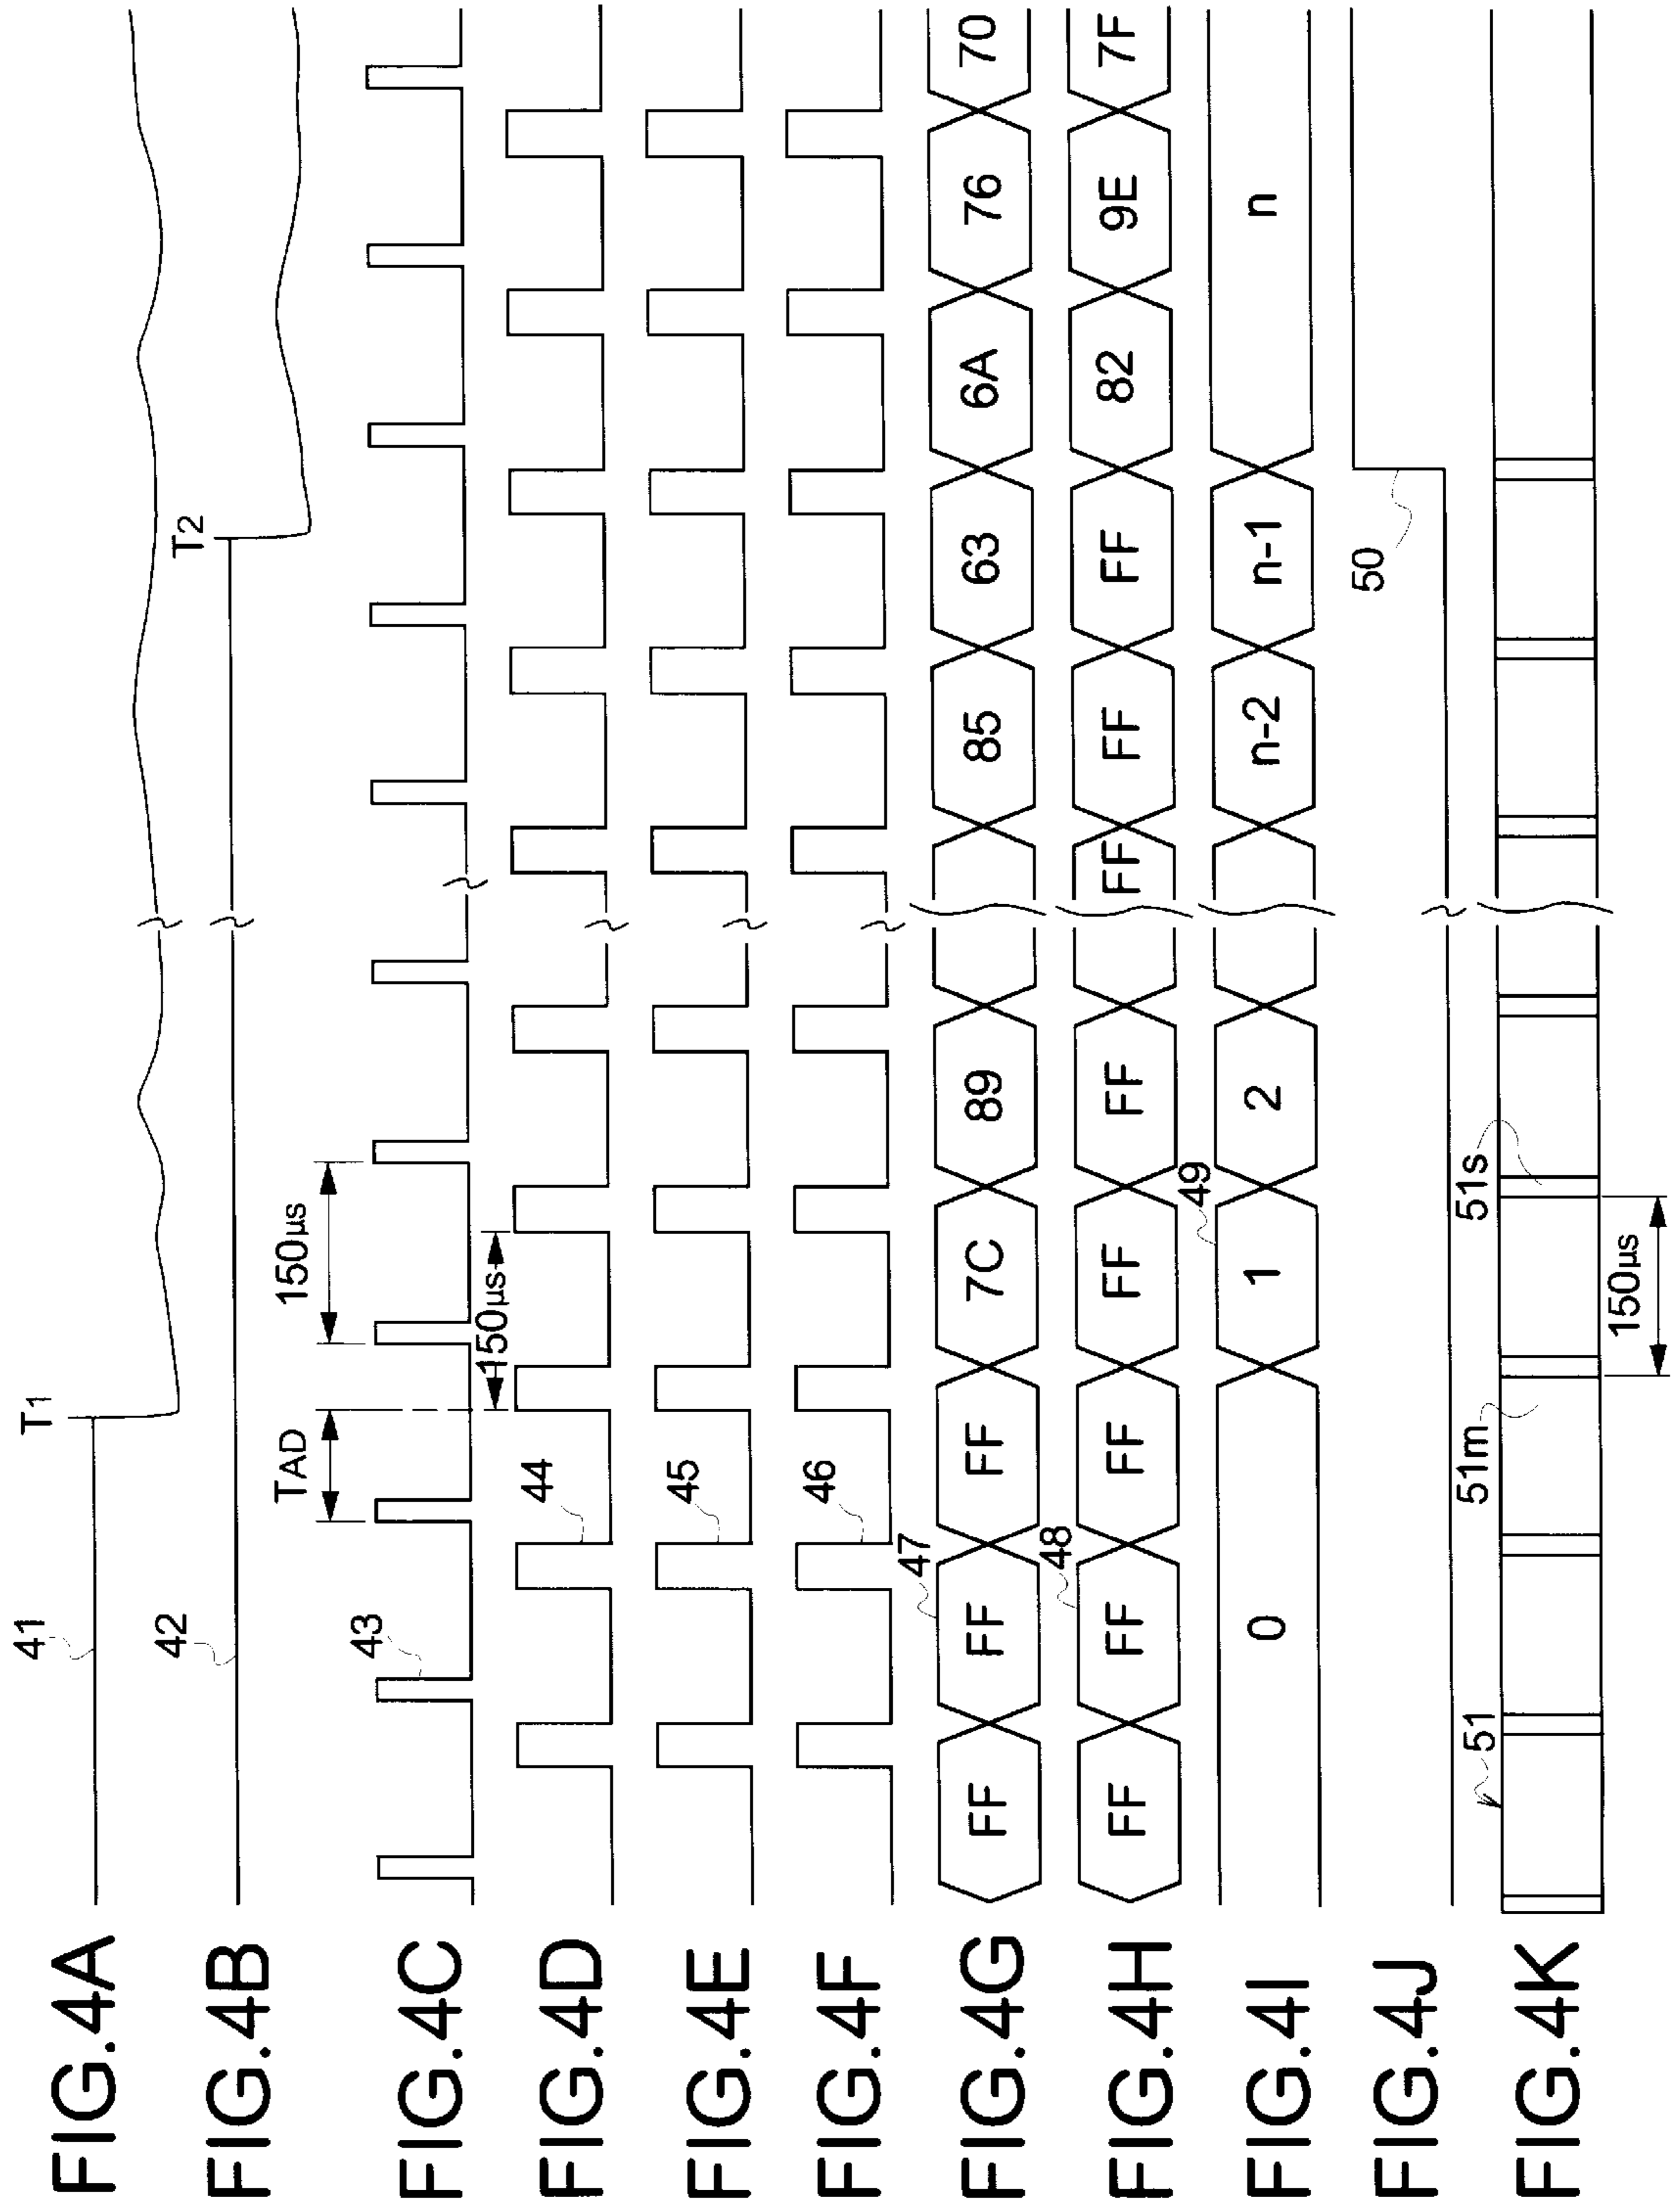 FIG.4A
41
T1
FIG.4B
42
T2
FIG.4C
43
TAD
150µs
FIG.4D
44
150µs
FIG.4E
45
FIG.4F
46
FIG.4G
47
FF FF FF 7C 89 85 63 6A 76 70
FIG.4H
48
FF FF FF FF FF FF FF FF 82 9E 7F
FIG.4I
49
0 1 2 n-2 n-1 n
FIG.4J
50
FIG.4K
51
51m
51s
150µs